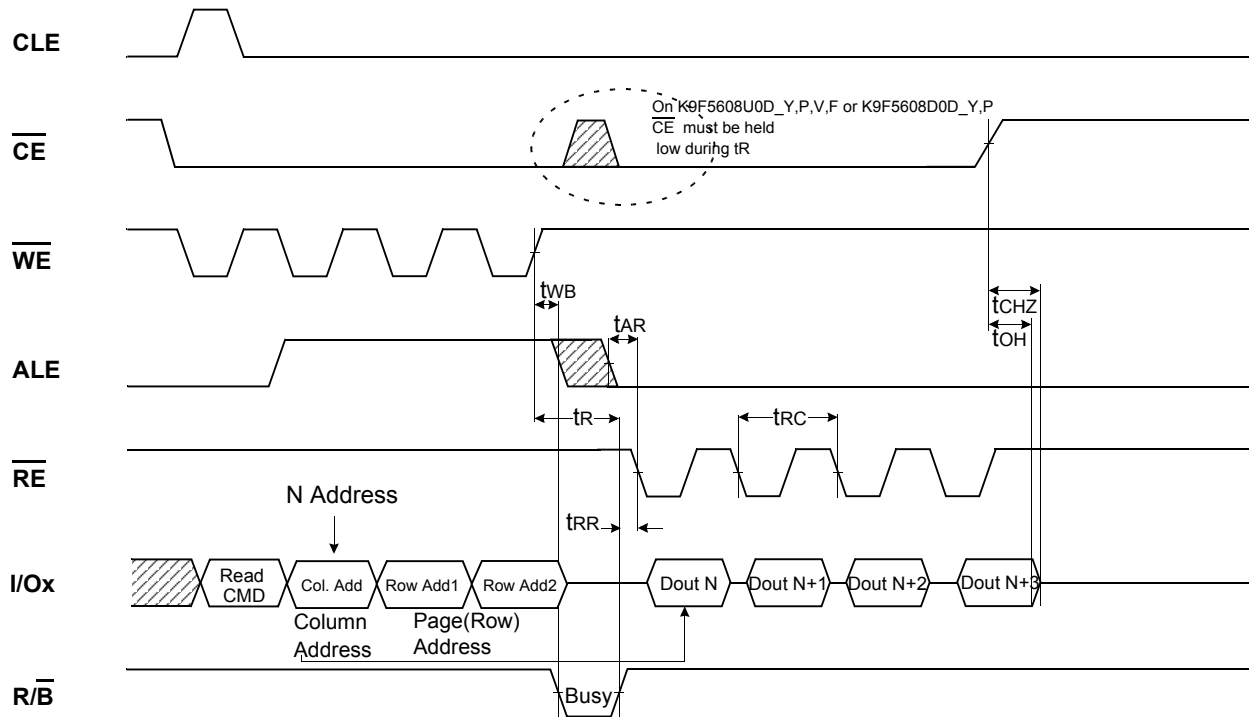 CLE
On K9F5608U0D_Y,P,V,F or K9F5608D0D_Y,P
CE must be held
low during tR
CE
WE
tWB
tCHZ
tAR
tOH
ALE
tR
tRC
RE
N Address
tRR
I/Ox
Read
CMD
Col. Add
Row Add1
Row Add2
Dout N
Dout N+1
Dout N+2
Dout N+3
Column
Address
Page(Row)
Address
R/B
Busy